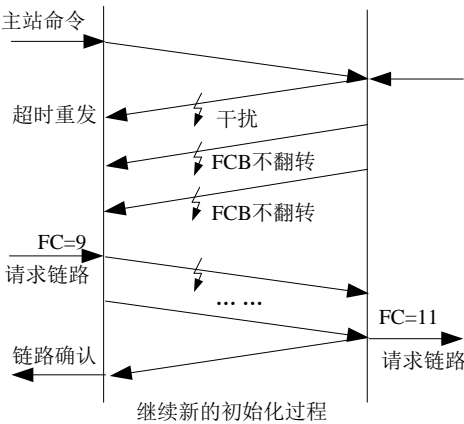 主站命令
超时重发
干扰
FCB不翻转
FCB不翻转
FC=9
请求链路
... ...
FC=11
链路确认
请求链路
继续新的初始化过程